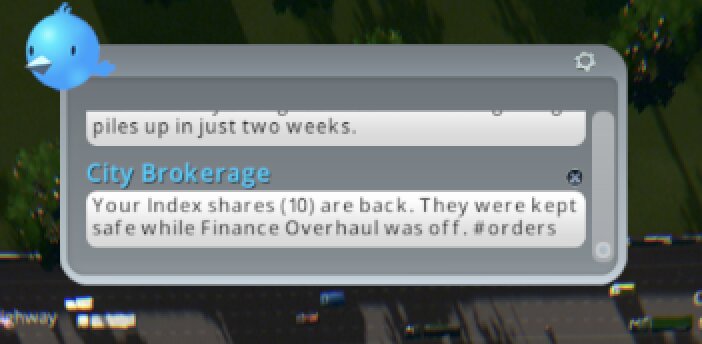 piles up in just two weeks.
City Brokerage
Your Index shares (10) are back. They were kept
safe while Finance Overhaul was off. #orders